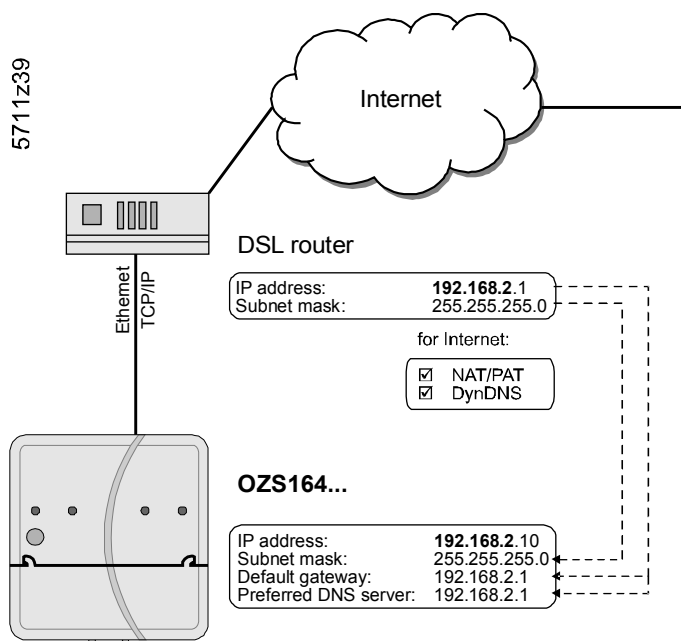 5711z39
Internet
DSL router
Ethernet
TCP/IP
IP address: 192.168.2.1
Subnet mask: 255.255.255.0
for Internet:
☑ NAT/PAT
☑ DynDNS
OZS164...
IP address: 192.168.2.10
Subnet mask: 255.255.255.0
Default gateway: 192.168.2.1
Preferred DNS server: 192.168.2.1